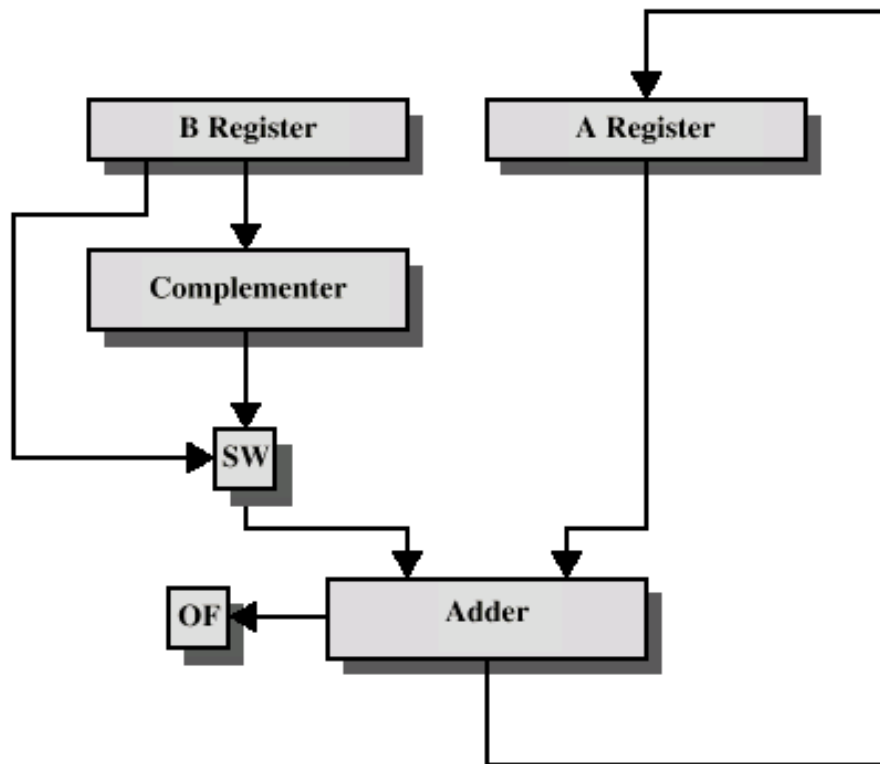 B Register
A Register
Complementer
SW
OF
Adder